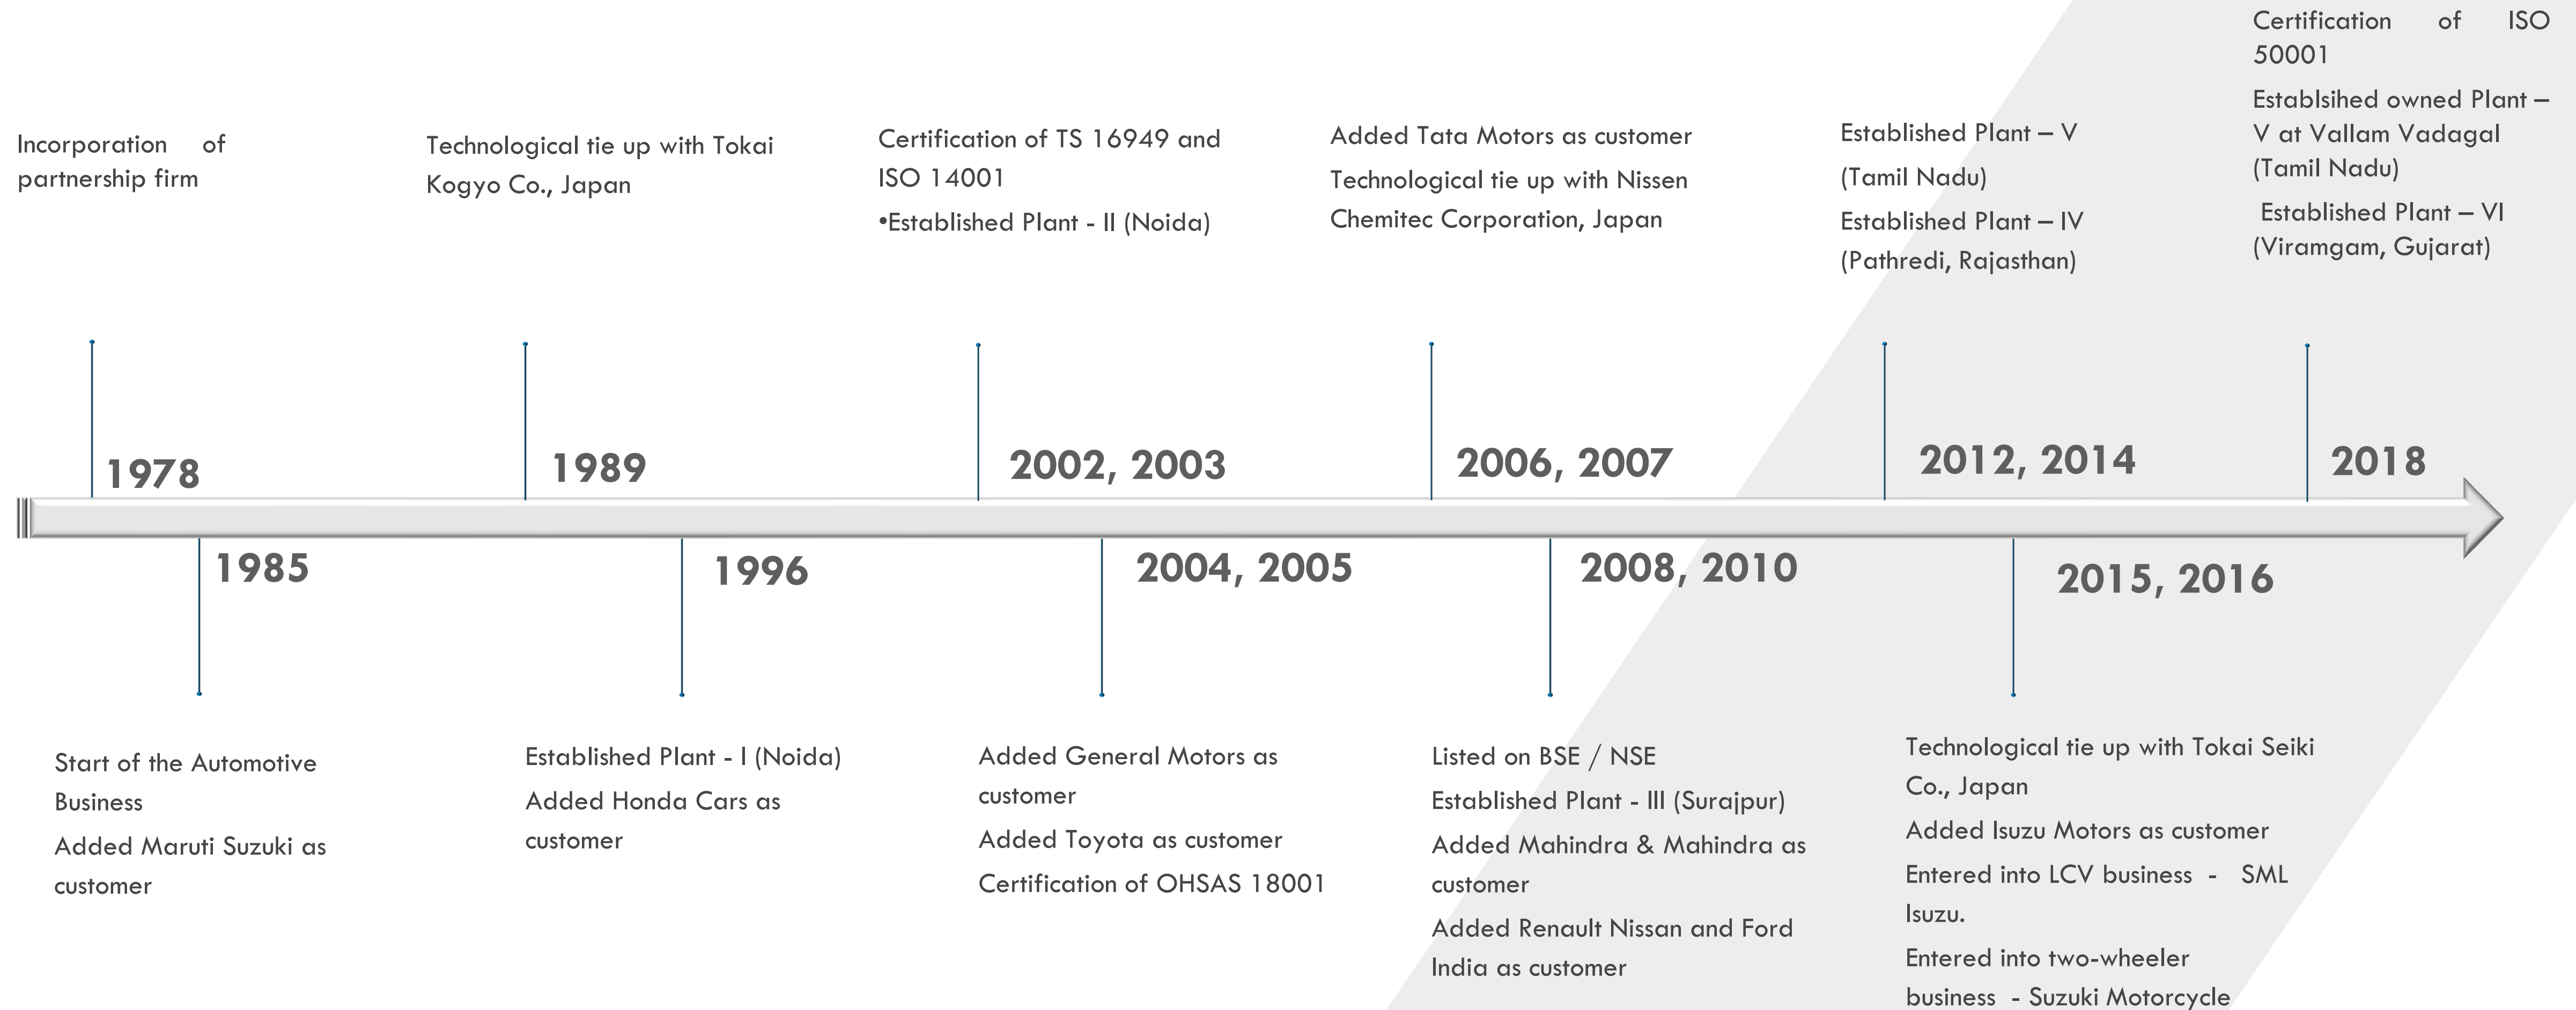 Certification of ISO
50001
Establsihed owned Plant –
V at Vallam Vadagal
(Tamil Nadu)
Established Plant – VI
(Viramgam, Gujarat)
Incorporation of
partnership firm
Technological tie up with Tokai
Kogyo Co., Japan
Certification of TS 16949 and
ISO 14001
•Established Plant - II (Noida)
Added Tata Motors as customer
Technological tie up with Nissen
Chemitec Corporation, Japan
Established Plant – V
(Tamil Nadu)
Established Plant – IV
(Pathredi, Rajasthan)
1978
1989
2002, 2003
2006, 2007
2012, 2014
2018
1985
1996
2004, 2005
2008, 2010
2015, 2016
Start of the Automotive
Business
Added Maruti Suzuki as
customer
Established Plant - I (Noida)
Added Honda Cars as
customer
Added General Motors as
customer
Added Toyota as customer
Certification of OHSAS 18001
Listed on BSE / NSE
Established Plant - III (Surajpur)
Added Mahindra & Mahindra as
customer
Added Renault Nissan and Ford
India as customer
Technological tie up with Tokai Seiki
Co., Japan
Added Isuzu Motors as customer
Entered into LCV business - SML
Isuzu.
Entered into two-wheeler
business - Suzuki Motorcycle